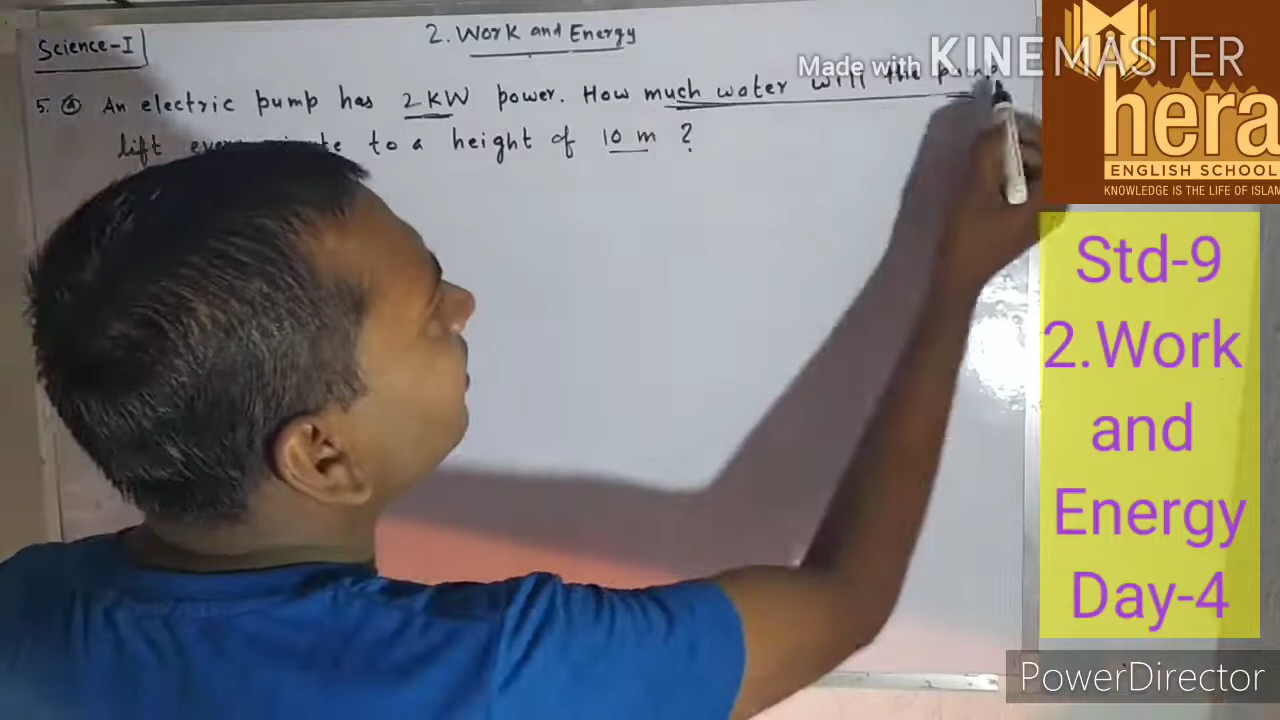 Science-I
2. Work and Energy
5. (A) An electric pump has 2 KW power. How much water will the pump
lift to a height of 10 m ?
Made with KINEMASTER
hera
ENGLISH SCHOOL
KNOWLEDGE IS THE LIFE OF ISLAM
Std-9
2.Work
and
Energy
Day-4
PowerDirector